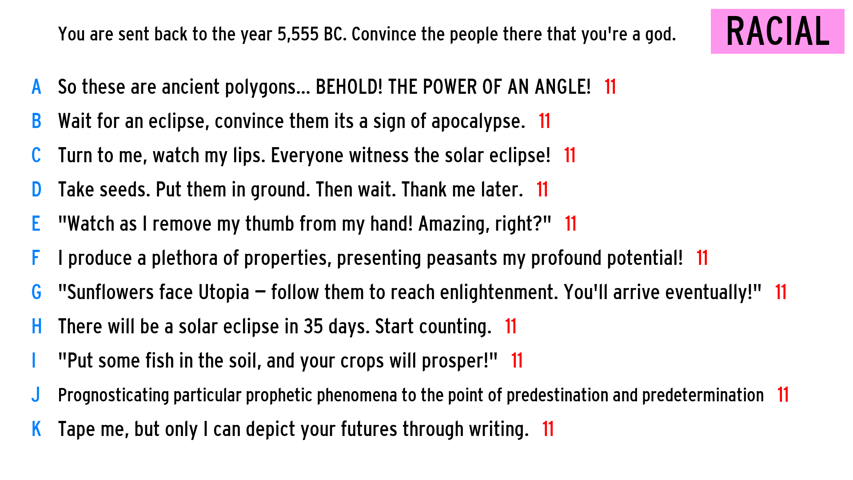 You are sent back to the year 5,555 BC. Convince the people there that you're a god.
RACIAL
A So these are ancient polygons... BEHOLD! THE POWER OF AN ANGLE! 11
B Wait for an eclipse, convince them its a sign of apocalypse. 11
C Turn to me, watch my lips. Everyone witness the solar eclipse! 11
D Take seeds. Put them in ground. Then wait. Thank me later. 11
E "Watch as I remove my thumb from my hand! Amazing, right?" 11
F I produce a plethora of properties, presenting peasants my profound potential! 11
G "Sunflowers face Utopia – follow them to reach enlightenment. You'll arrive eventually!" 11
H There will be a solar eclipse in 35 days. Start counting. 11
I "Put some fish in the soil, and your crops will prosper!" 11
J Prognosticating particular prophetic phenomena to the point of predestination and predetermination 11
K Tape me, but only I can depict your futures through writing. 11